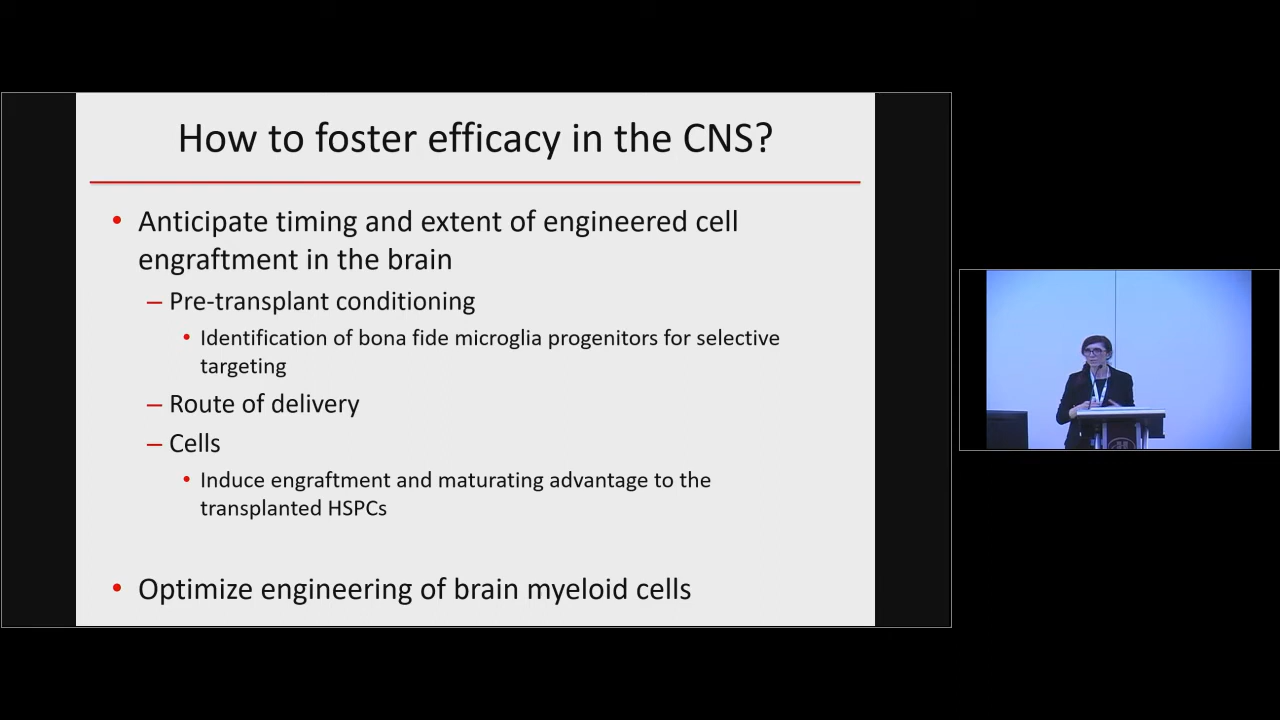 How to foster efficacy in the CNS?
• Anticipate timing and extent of engineered cell
engraftment in the brain
– Pre-transplant conditioning
• Identification of bona fide microglia progenitors for selective
targeting
– Route of delivery
– Cells
• Induce engraftment and maturating advantage to the
transplanted HSPCs
• Optimize engineering of brain myeloid cells